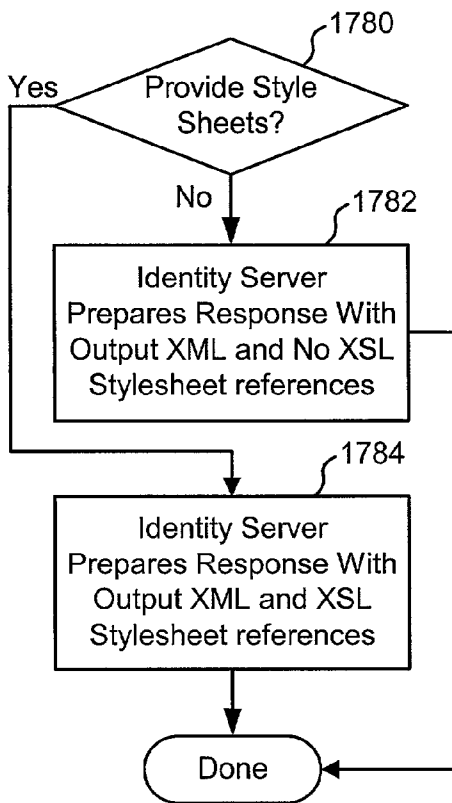 1780
Yes
Provide Style
Sheets?
No
1782
Identity Server
Prepares Response With
Output XML and No XSL
Stylesheet references
1784
Identity Server
Prepares Response With
Output XML and XSL
Stylesheet references
Done